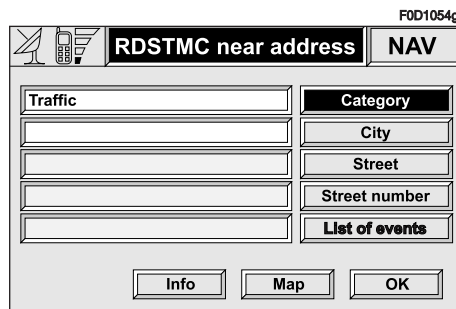 F0D1054g
RDSTMC near address NAV
Traffic Category
City
Street
Street number
List of events
Info Map OK